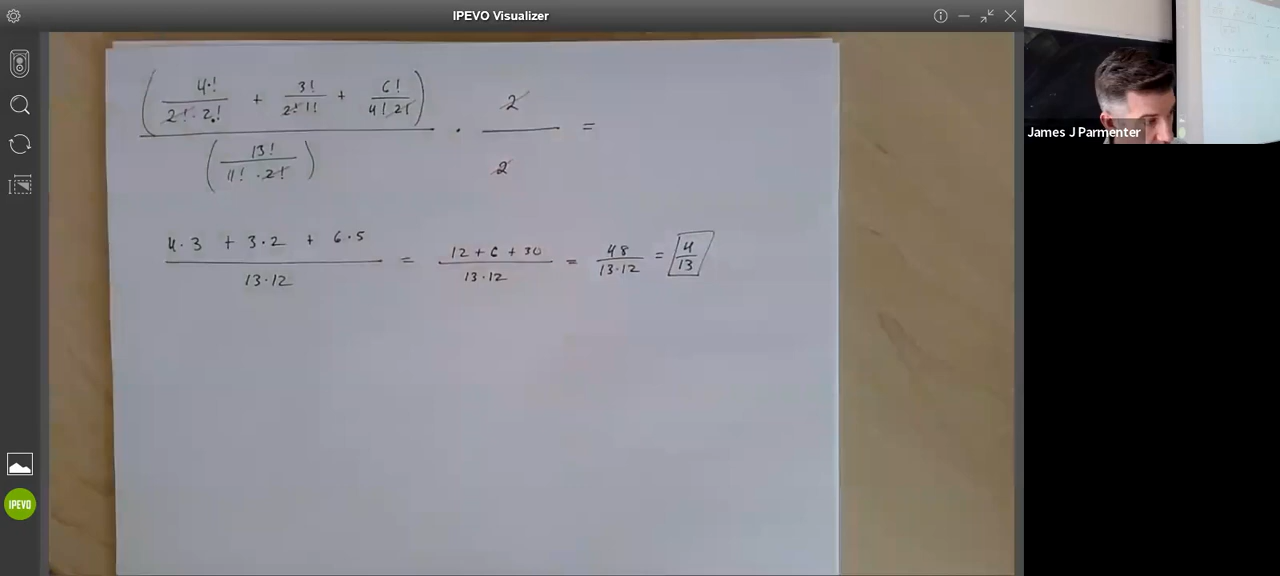 IPEVO Visualizer
James J Parmenter
( 4·! / 2!·2! + 3! / 2!·1! + 6! / 4! 2! ) / ( 13! / 11!·2! ) · 2 / 2 =
4·3 + 3·2 + 6·5 / 13·12 = 12 + 6 + 30 / 13·12 = 48 / 13·12 = 4 / 13
IPEVO